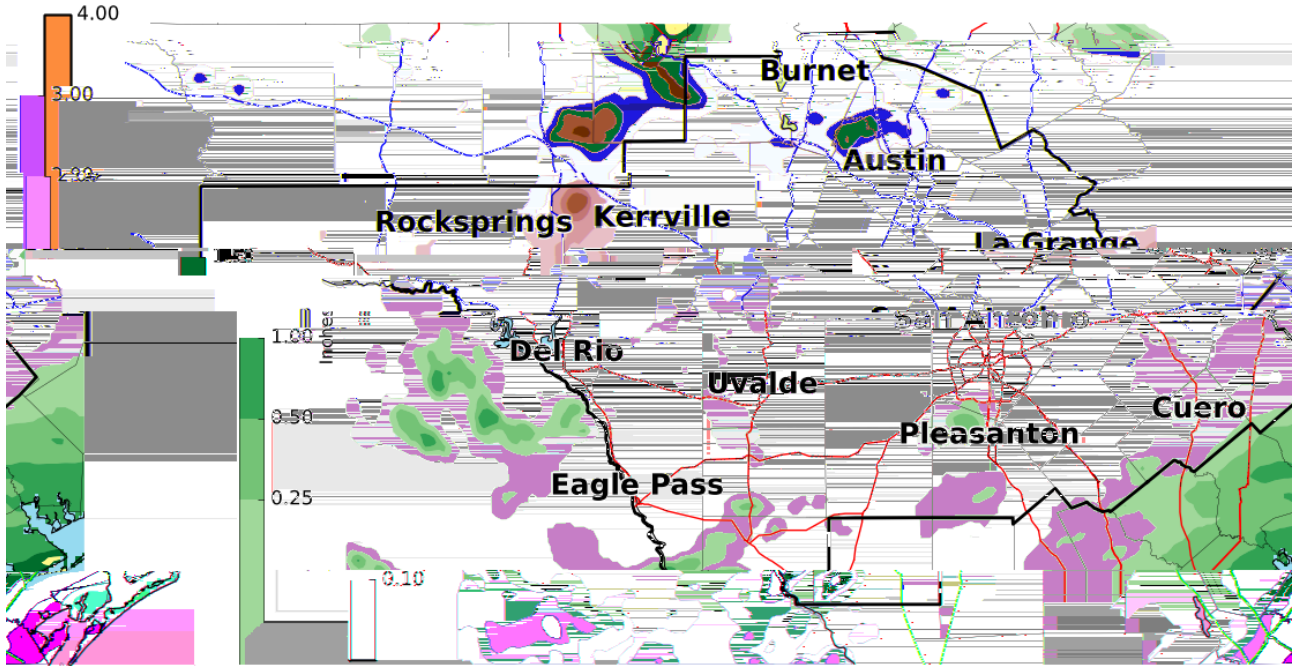 4.00
Burnet
3.00
Austin
Rocksprings
Kerrville
La Grange
1.00
Inches
Del Rio
Uvalde
0.50
Cuero
Pleasanton
Eagle Pass
0.25
0.10